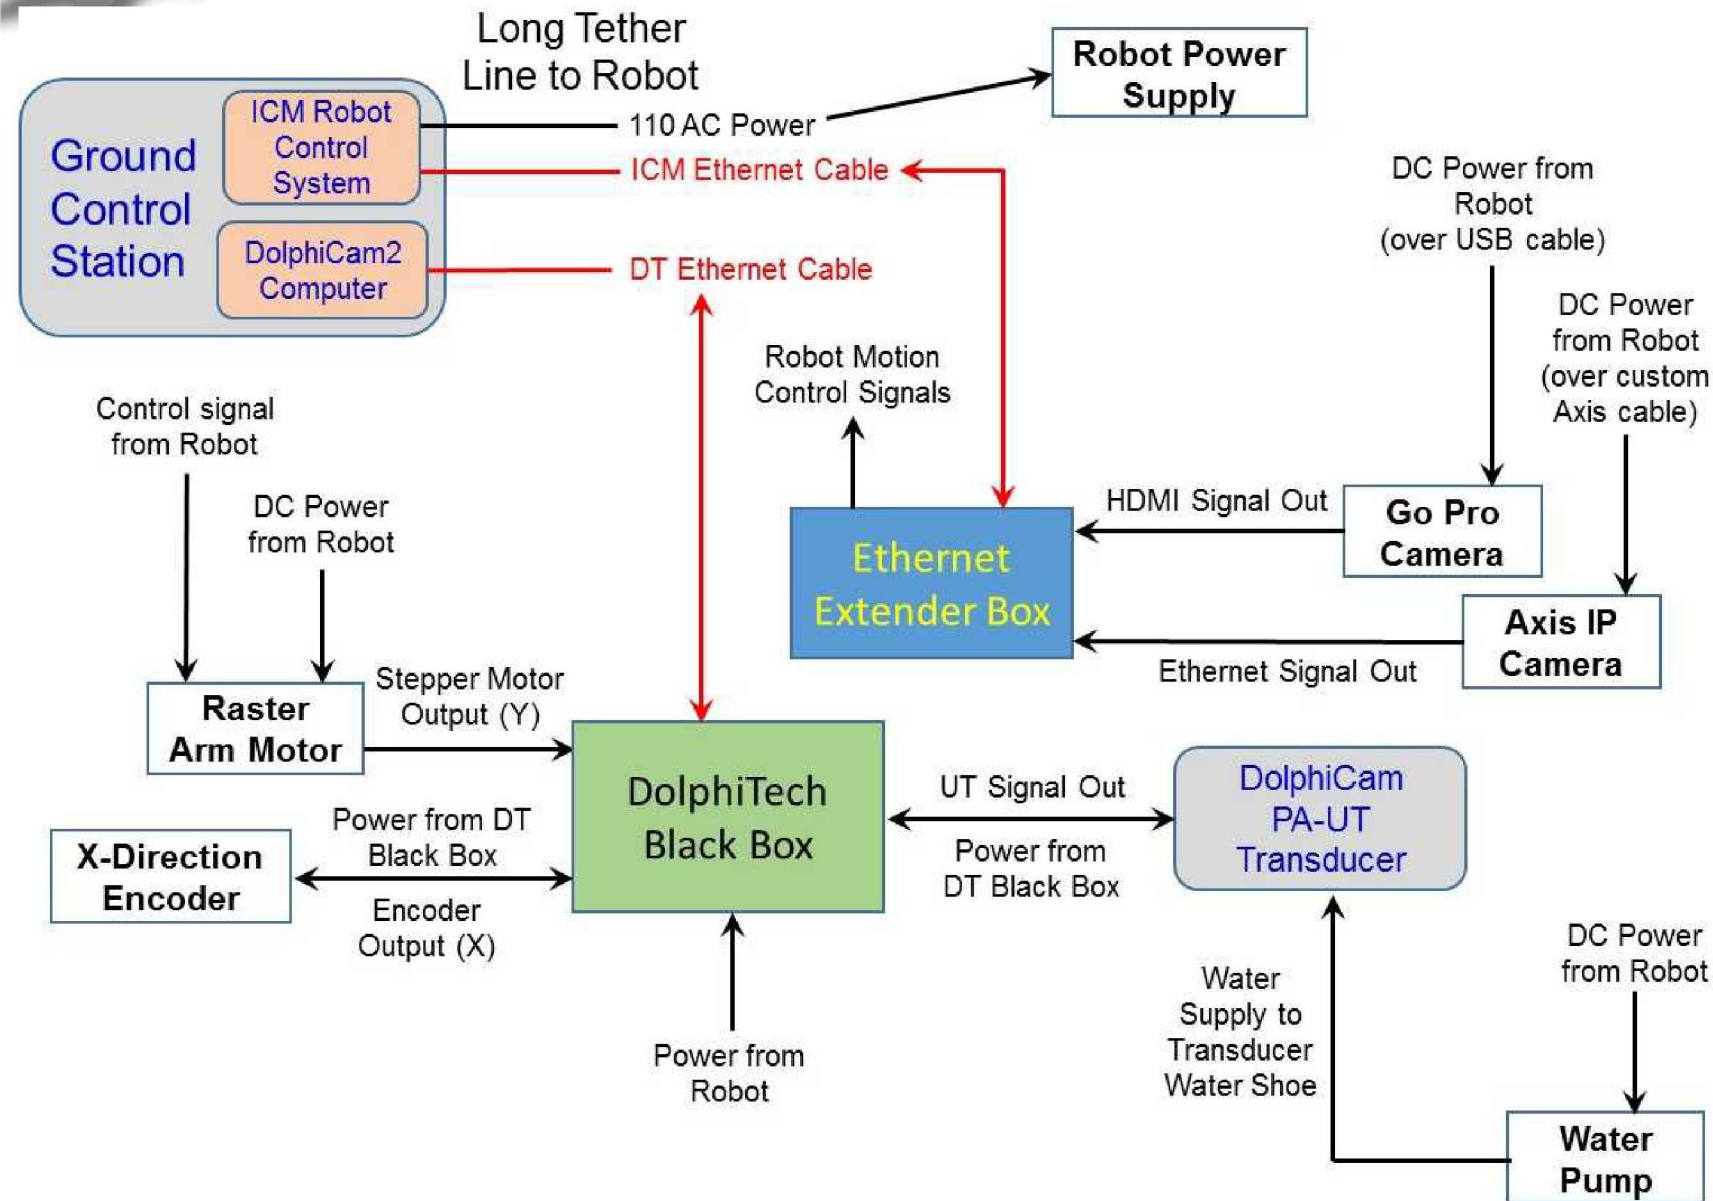 Long Tether
Line to Robot
Robot Power
Supply
Ground
Control
Station
ICM Robot
Control
System
DolphiCam2
Computer
110 AC Power
ICM Ethernet Cable
DT Ethernet Cable
DC Power from
Robot
(over USB cable)
DC Power
from Robot
(over custom
Axis cable)
Robot Motion
Control Signals
Control signal
from Robot
DC Power
from Robot
HDMI Signal Out
Go Pro
Camera
Ethernet
Extender Box
Axis IP
Camera
Ethernet Signal Out
Raster
Arm Motor
Stepper Motor
Output (Y)
DolphiTech
Black Box
UT Signal Out
Power from
DT Black Box
DolphiCam
PA-UT
Transducer
X-Direction
Encoder
Power from DT
Black Box
Encoder
Output (X)
Power from
Robot
Water
Supply to
Transducer
Water Shoe
DC Power
from Robot
Water
Pump